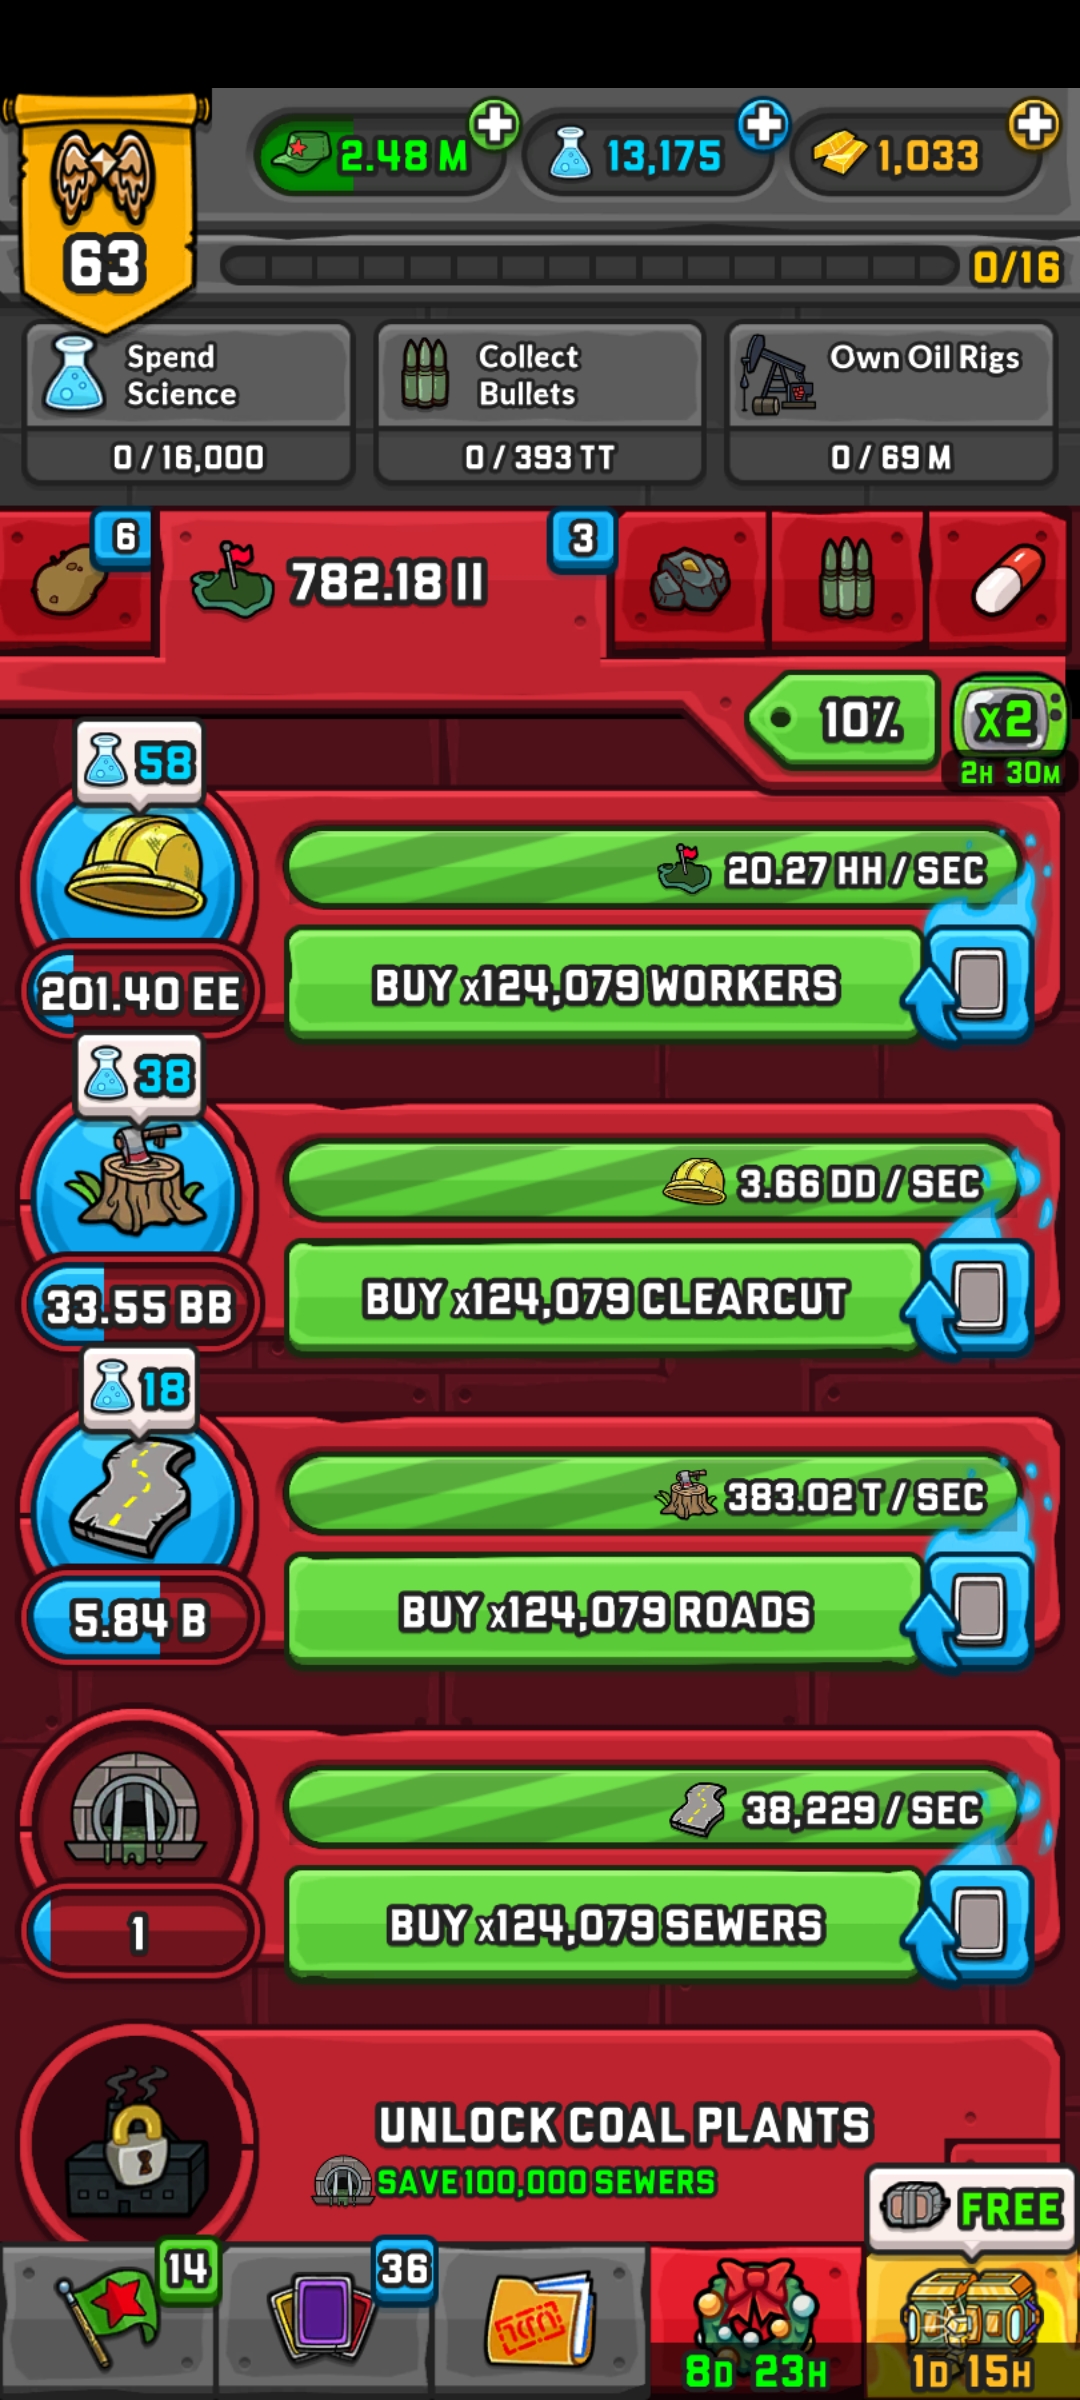 2.48 M
13,175
1,033
63
0/16
Spend
Science
0 / 16,000
Collect
Bullets
0 / 393 TT
Own Oil Rigs
0 / 69 M
6
782.18 II
3
10%
x2
2H 30M
58
20.27 HH / SEC
201.40 EE
BUY x124,079 WORKERS
38
3.66 DD / SEC
33.55 BB
BUY x124,079 CLEARCUT
18
383.02 T / SEC
5.84 B
BUY x124,079 ROADS
38,229 / SEC
1
BUY x124,079 SEWERS
UNLOCK COAL PLANTS
SAVE 100,000 SEWERS
FREE
14
36
8D 23H
1D 15H